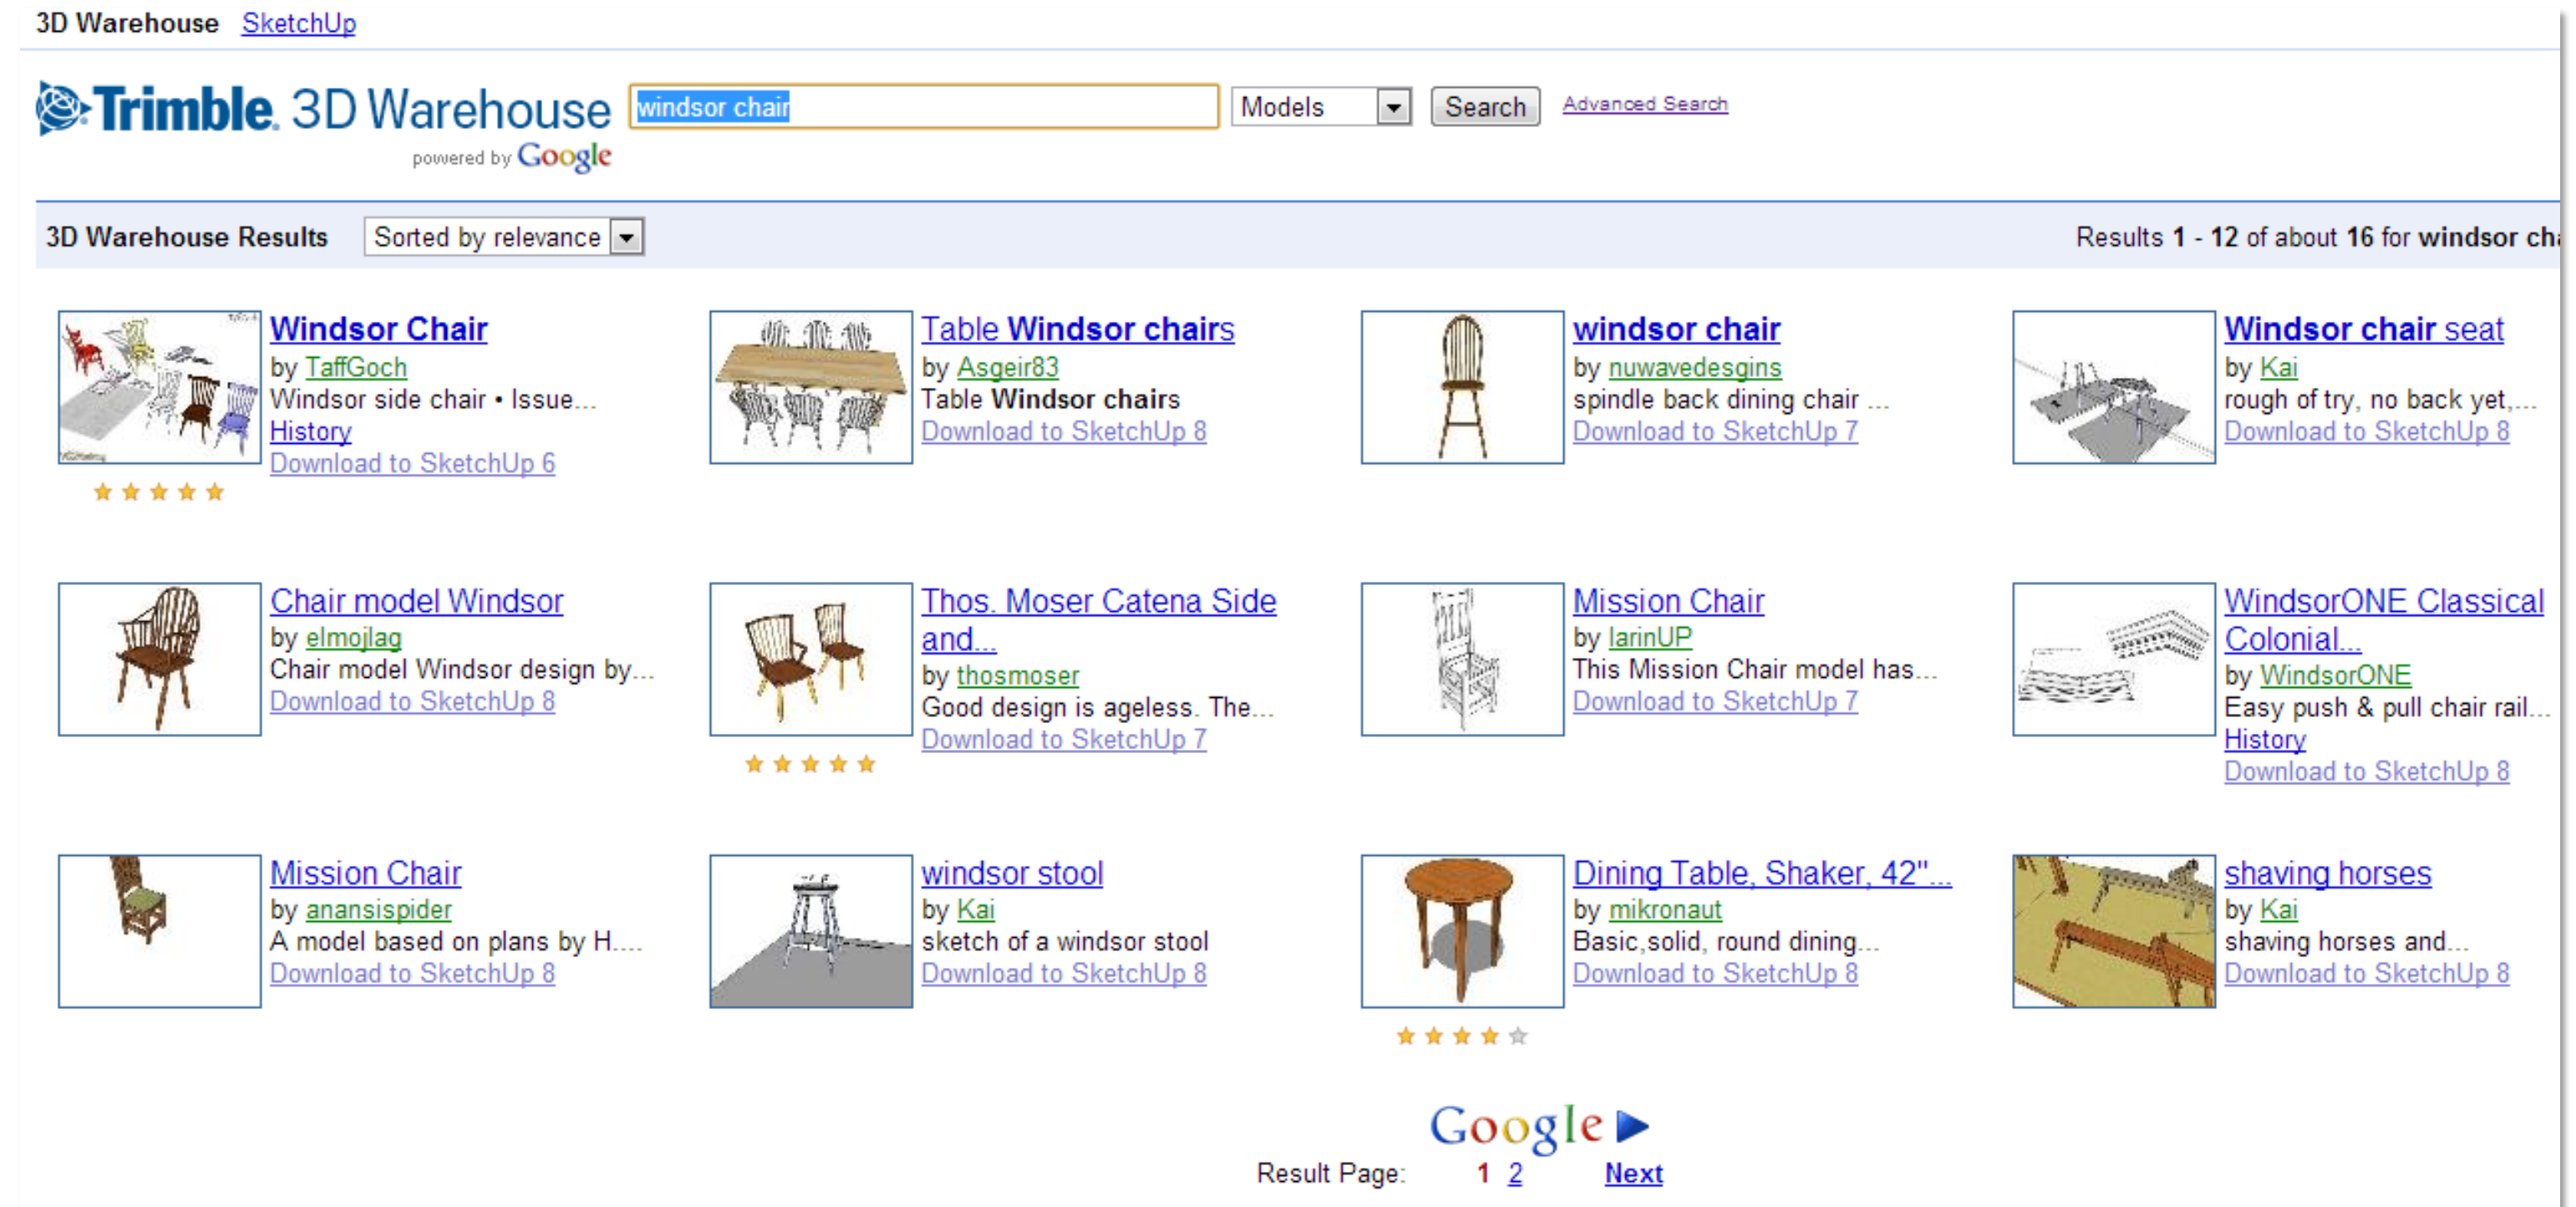 3D Warehouse SketchUp
Trimble. 3D Warehouse windsor chair Models Search Advanced Search
powered by Google
3D Warehouse Results Sorted by relevance Results 1 - 12 of about 16 for windsor
Windsor Chair
by TaffGoch
Windsor side chair • Issue...
History
Download to SketchUp 6
Table Windsor chairs
by Asgeir83
Table Windsor chairs
Download to SketchUp 8
windsor chair
by nuwavedesgins
spindle back dining chair ...
Download to SketchUp 7
Windsor chair seat
by Kai
rough of try, no back yet,...
Download to SketchUp 8
Chair model Windsor
by elmojlag
Chair model Windsor design by...
Download to SketchUp 8
Thos. Moser Catena Side
and...
by thosmoser
Good design is ageless. The...
Download to SketchUp 7
Mission Chair
by larinUP
This Mission Chair model has...
Download to SketchUp 7
WindsorONE Classical
Colonial...
by WindsorONE
Easy push & pull chair rail...
History
Download to SketchUp 8
Mission Chair
by anansispider
A model based on plans by H....
Download to SketchUp 8
windsor stool
by Kai
sketch of a windsor stool
Download to SketchUp 8
Dining Table, Shaker, 42"...
by mikronaut
Basic,solid, round dining...
Download to SketchUp 8
shaving horses
by Kai
shaving horses and...
Download to SketchUp 8
Google
Result Page: 1 2 Next